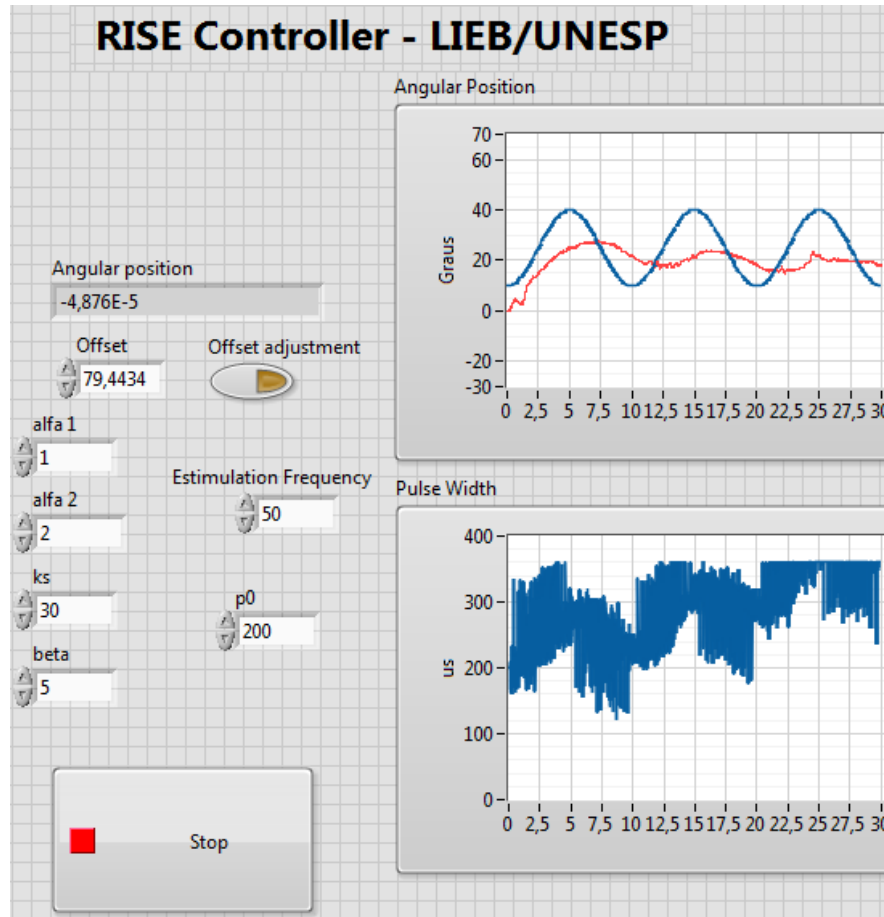 RISE Controller - LIEB/UNESP
Angular Position
70
60
40
20
0
-20
-30
Graus
0 2,5 5 7,5 10 12,5 15 17,5 20 22,5 25 27,5 30
Angular position
-4,876E-5
Offset
79,4434
Offset adjustment
alfa 1
1
alfa 2
2
ks
30
beta
5
Estimulation Frequency
50
p0
200
Pulse Width
400
300
200
100
0
us
0 2,5 5 7,5 10 12,5 15 17,5 20 22,5 25 27,5 30
Stop